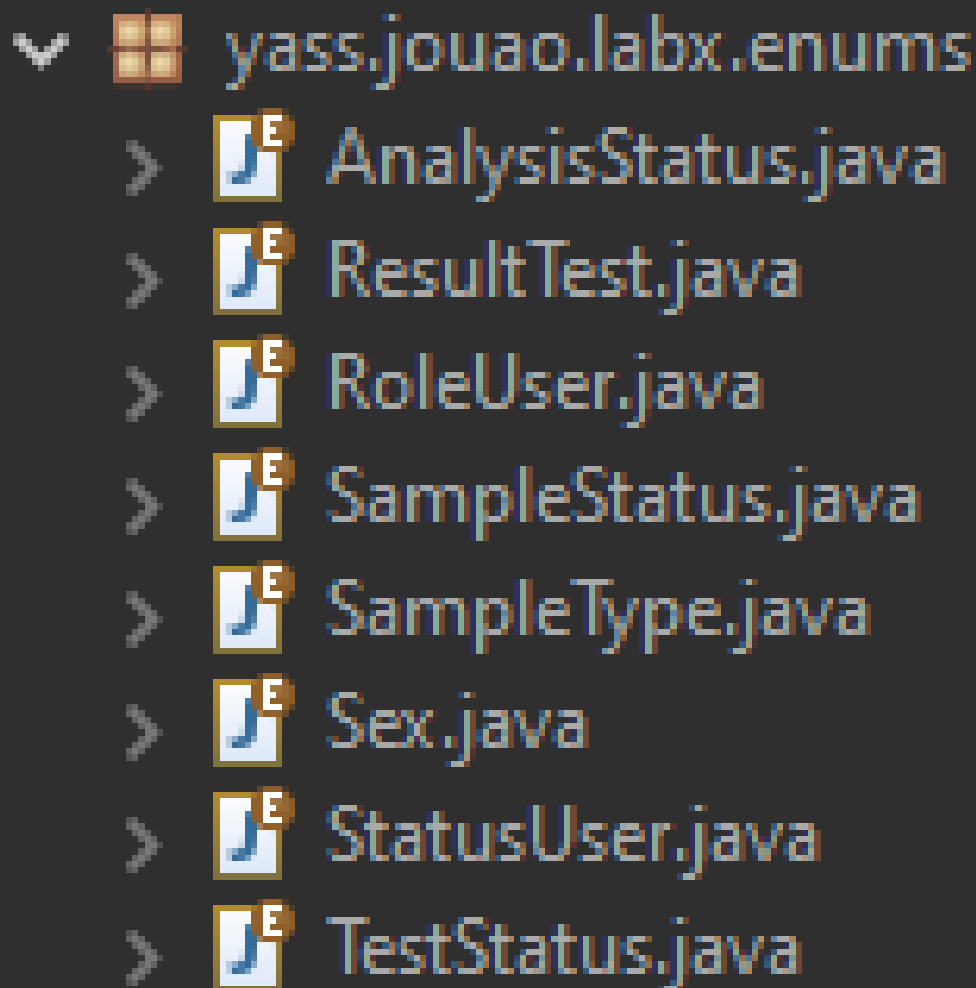 yass.jouao.labx.enums
AnalysisStatus.java
ResultTest.java
RoleUser.java
SampleStatus.java
SampleType.java
Sex.java
StatusUser.java
TestStatus.java